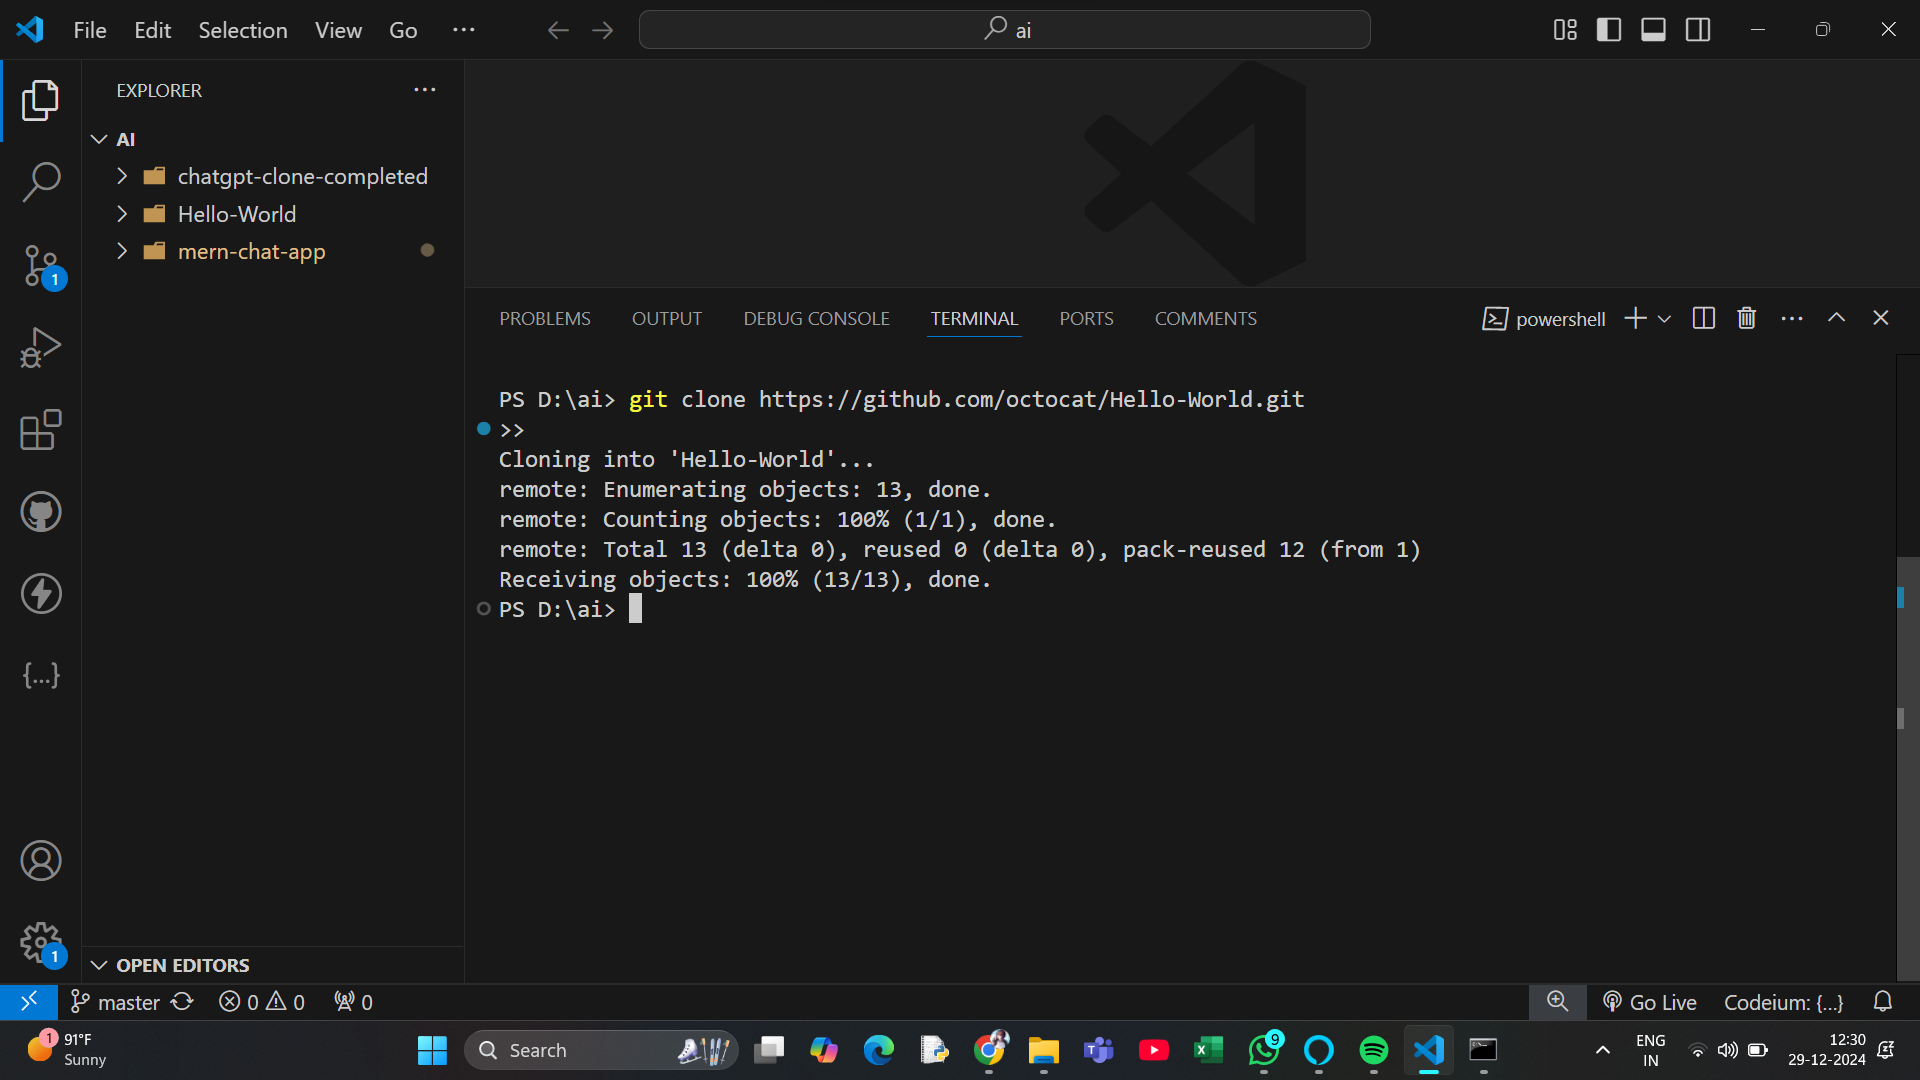 File Edit Selection View Go ···
ai
EXPLORER
AI
chatgpt-clone-completed
Hello-World
mern-chat-app
1
PROBLEMS OUTPUT DEBUG CONSOLE TERMINAL PORTS COMMENTS
powershell
PS D:\ai> git clone https://github.com/octocat/Hello-World.git
>>
Cloning into 'Hello-World'...
remote: Enumerating objects: 13, done.
remote: Counting objects: 100% (1/1), done.
remote: Total 13 (delta 0), reused 0 (delta 0), pack-reused 12 (from 1)
Receiving objects: 100% (13/13), done.
PS D:\ai>
{...}
1
OPEN EDITORS
master 0 0 0
Go Live Codeium: {...}
1
91°F
Sunny
Search
9
ENG
IN
12:30
29-12-2024